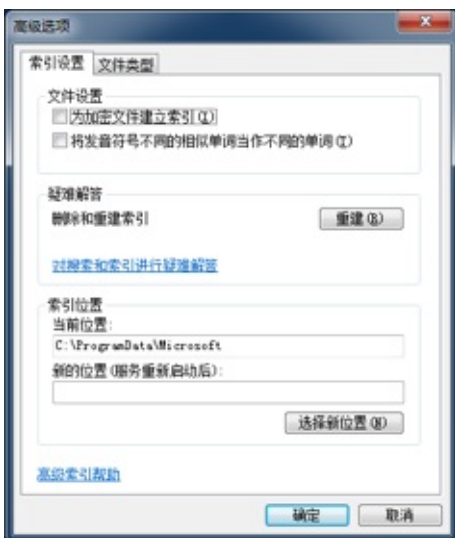 高级选项
索引设置 文件类型
文件设置
为加密文件建立索引(I)
将发音符号不同的相似单词当作不同的单词(T)
疑难解答
删除和重建索引
重建(R)
对搜索和索引进行疑难解答
索引位置
当前位置:
C:\ProgramData\Microsoft
新的位置(服务重新启动后):
选择新位置(N)
高级索引帮助
确定 取消